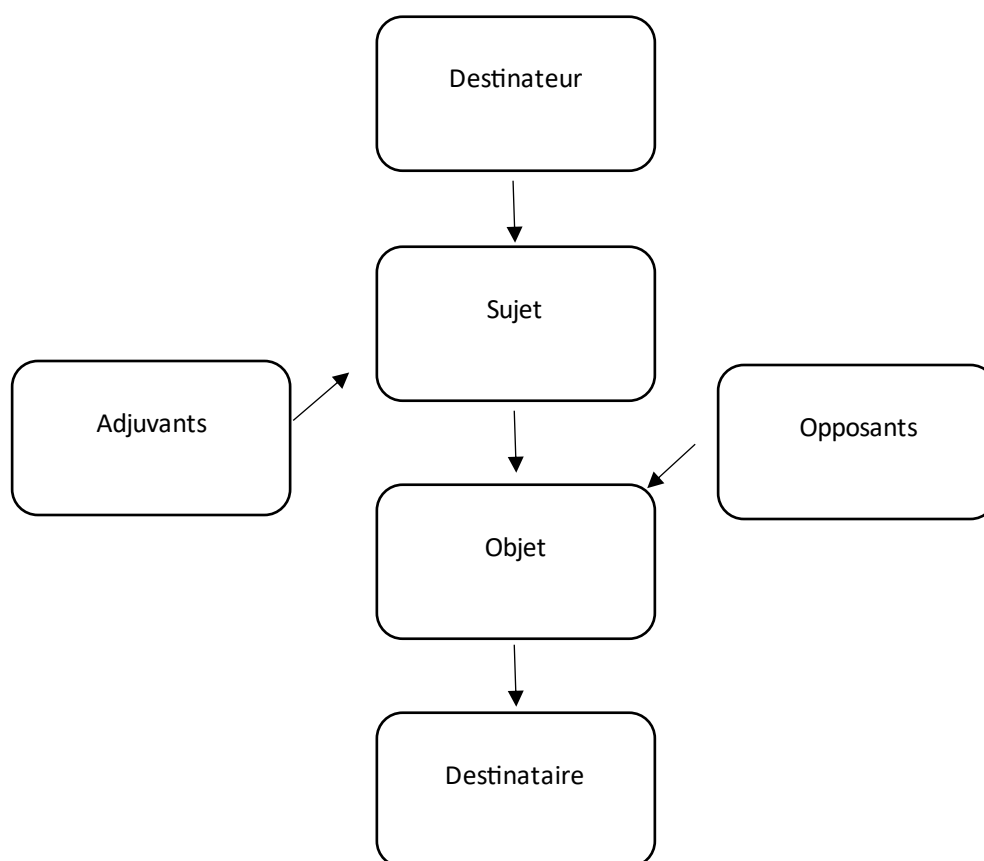 Destinateur
Sujet
Adjuvants
Opposants
Objet
Destinataire